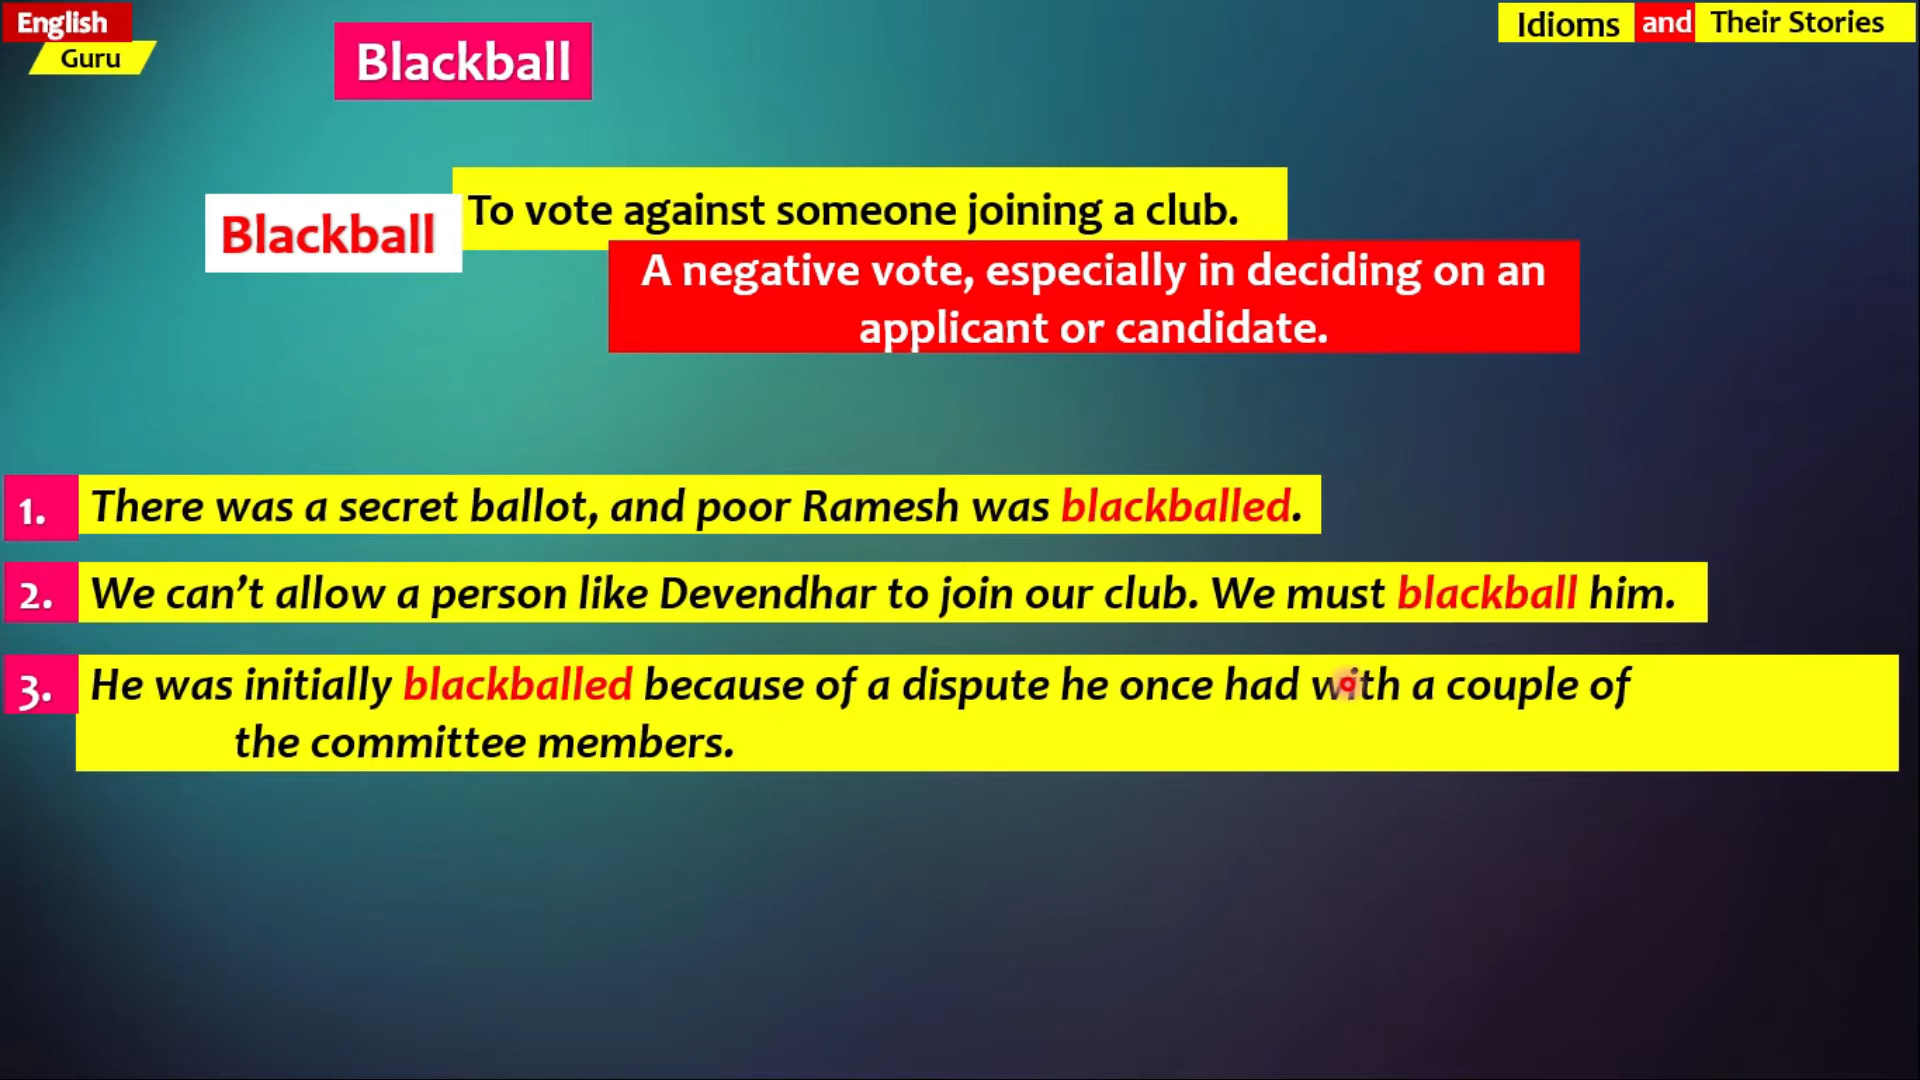 English
Guru
Idioms and Their Stories
Blackball
To vote against someone joining a club.
Blackball
A negative vote, especially in deciding on an
applicant or candidate.
1. There was a secret ballot, and poor Ramesh was blackballed.
2. We can’t allow a person like Devendhar to join our club. We must blackball him.
3. He was initially blackballed because of a dispute he once had with a couple of
the committee members.